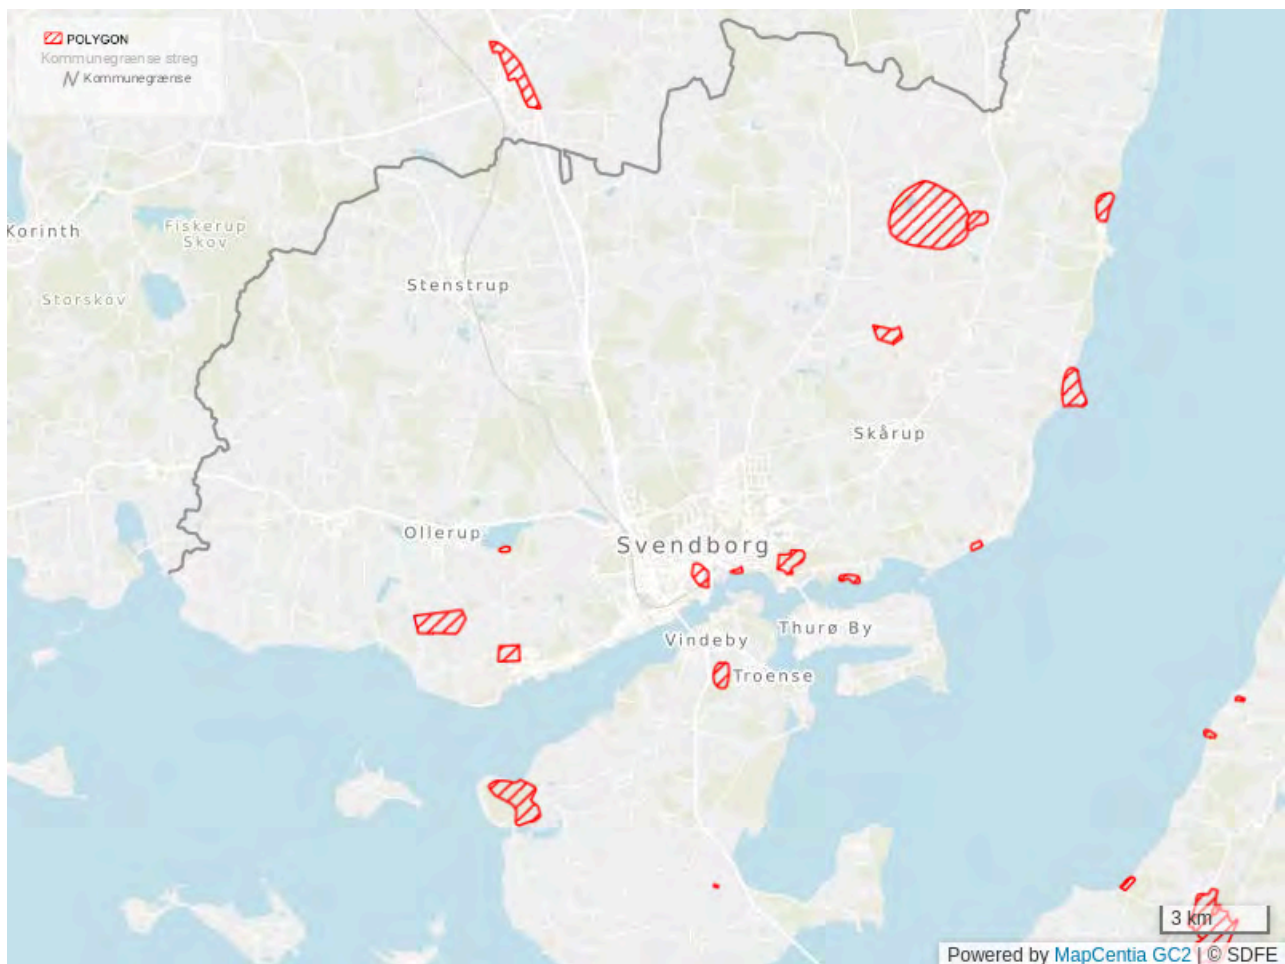 POLYGON
Kommunegrænse streg
Kommunegrænse
Korinth
Fiskerup
Skov
Storskov
Stenstrup
Skårup
Ollerup
Svendborg
Thurø By
Vindeby
Troense
3 km
Powered by MapCentia GC2 | © SDFE